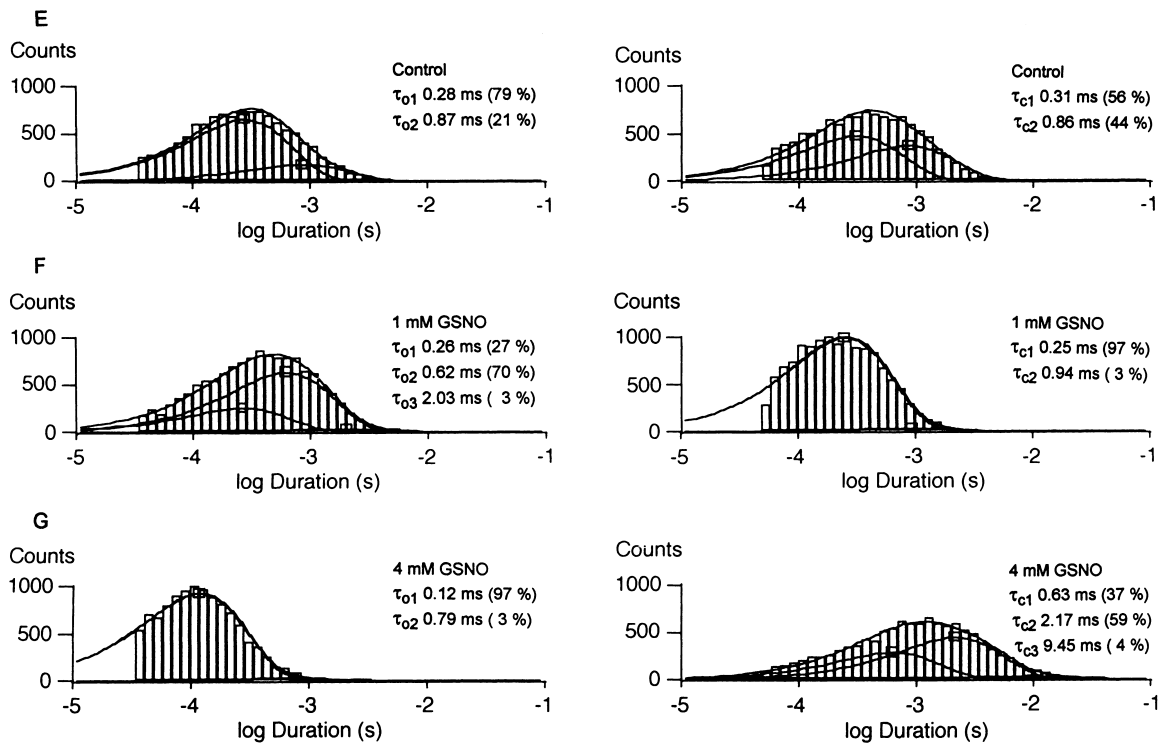 E
Counts
1000
500
0
-5 -4 -3 -2 -1
log Duration (s)
Control
τo1 0.28 ms (79 %)
τo2 0.87 ms (21 %)
Counts
1000
500
0
-5 -4 -3 -2 -1
log Duration (s)
Control
τc1 0.31 ms (56 %)
τc2 0.86 ms (44 %)
F
Counts
1000
500
0
-5 -4 -3 -2 -1
log Duration (s)
1 mM GSNO
τo1 0.26 ms (27 %)
τo2 0.62 ms (70 %)
τo3 2.03 ms ( 3 %)
Counts
1000
500
0
-5 -4 -3 -2 -1
log Duration (s)
1 mM GSNO
τc1 0.25 ms (97 %)
τc2 0.94 ms ( 3 %)
G
Counts
1000
500
0
-5 -4 -3 -2 -1
log Duration (s)
4 mM GSNO
τo1 0.12 ms (97 %)
τo2 0.79 ms ( 3 %)
Counts
1000
500
0
-5 -4 -3 -2 -1
log Duration (s)
4 mM GSNO
τc1 0.63 ms (37 %)
τc2 2.17 ms (59 %)
τc3 9.45 ms ( 4 %)